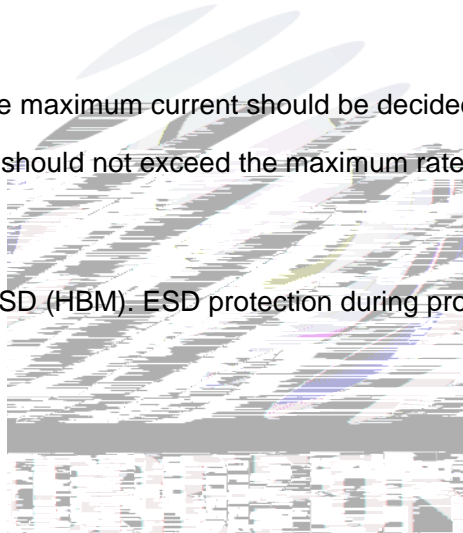 e maximum current should be decided
should not exceed the maximum rate
SD (HBM). ESD protection during pro